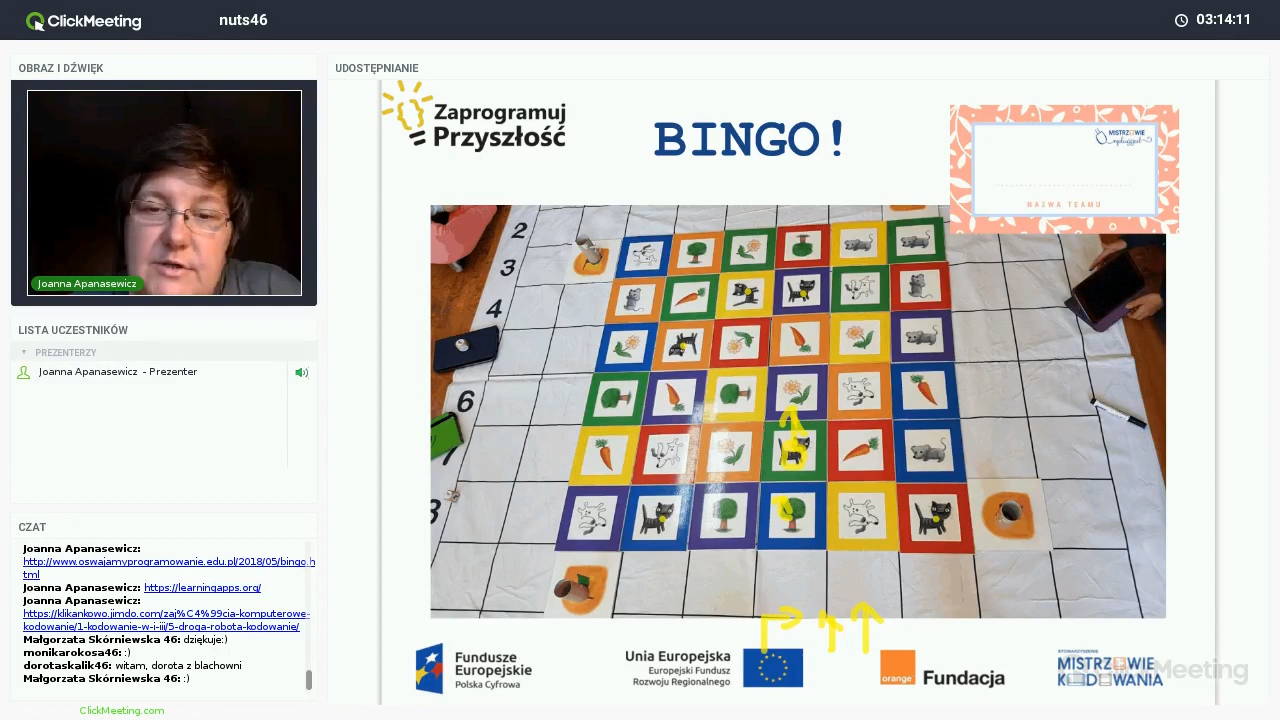 ClickMeeting
nuts46
03:14:11
OBRAZ I DŹWIĘK
Joanna Apanasewicz
LISTA UCZESTNIKÓW
PREZENTERZY
Joanna Apanasewicz - Prezenter
CZAT
Joanna Apanasewicz:
http://www.oswajamyprogramowanie.edu.pl/2018/05/bingo.h
tml
Joanna Apanasewicz: https://learningapps.org/
Joanna Apanasewicz:
https://klikankowo.jimdo.com/zaj%C4%99cia-komputerowe-
kodowanie/1-kodowanie-w-i-iii/5-droga-robota-kodowanie/
Małgorzata Skórniewska 46: dziękuje:)
monikarokosa46: :)
dorotaskalik46: witam, dorota z blachowni
Małgorzata Skórniewska 46: :)
ClickMeeting.com
UDOSTĘPNIANIE
Zaprogramuj
Przyszłość
BINGO!
MISTRZOWIE
unplugged
NAZWA TEAMU
2
3
4
6
8
Fundusze
Europejskie
Polska Cyfrowa
Unia Europejska
Europejski Fundusz
Rozwoju Regionalnego
orange
Fundacja
STOWARZYSZENIE
MISTRZOWIE
KODOWANIA
ClickMeeting